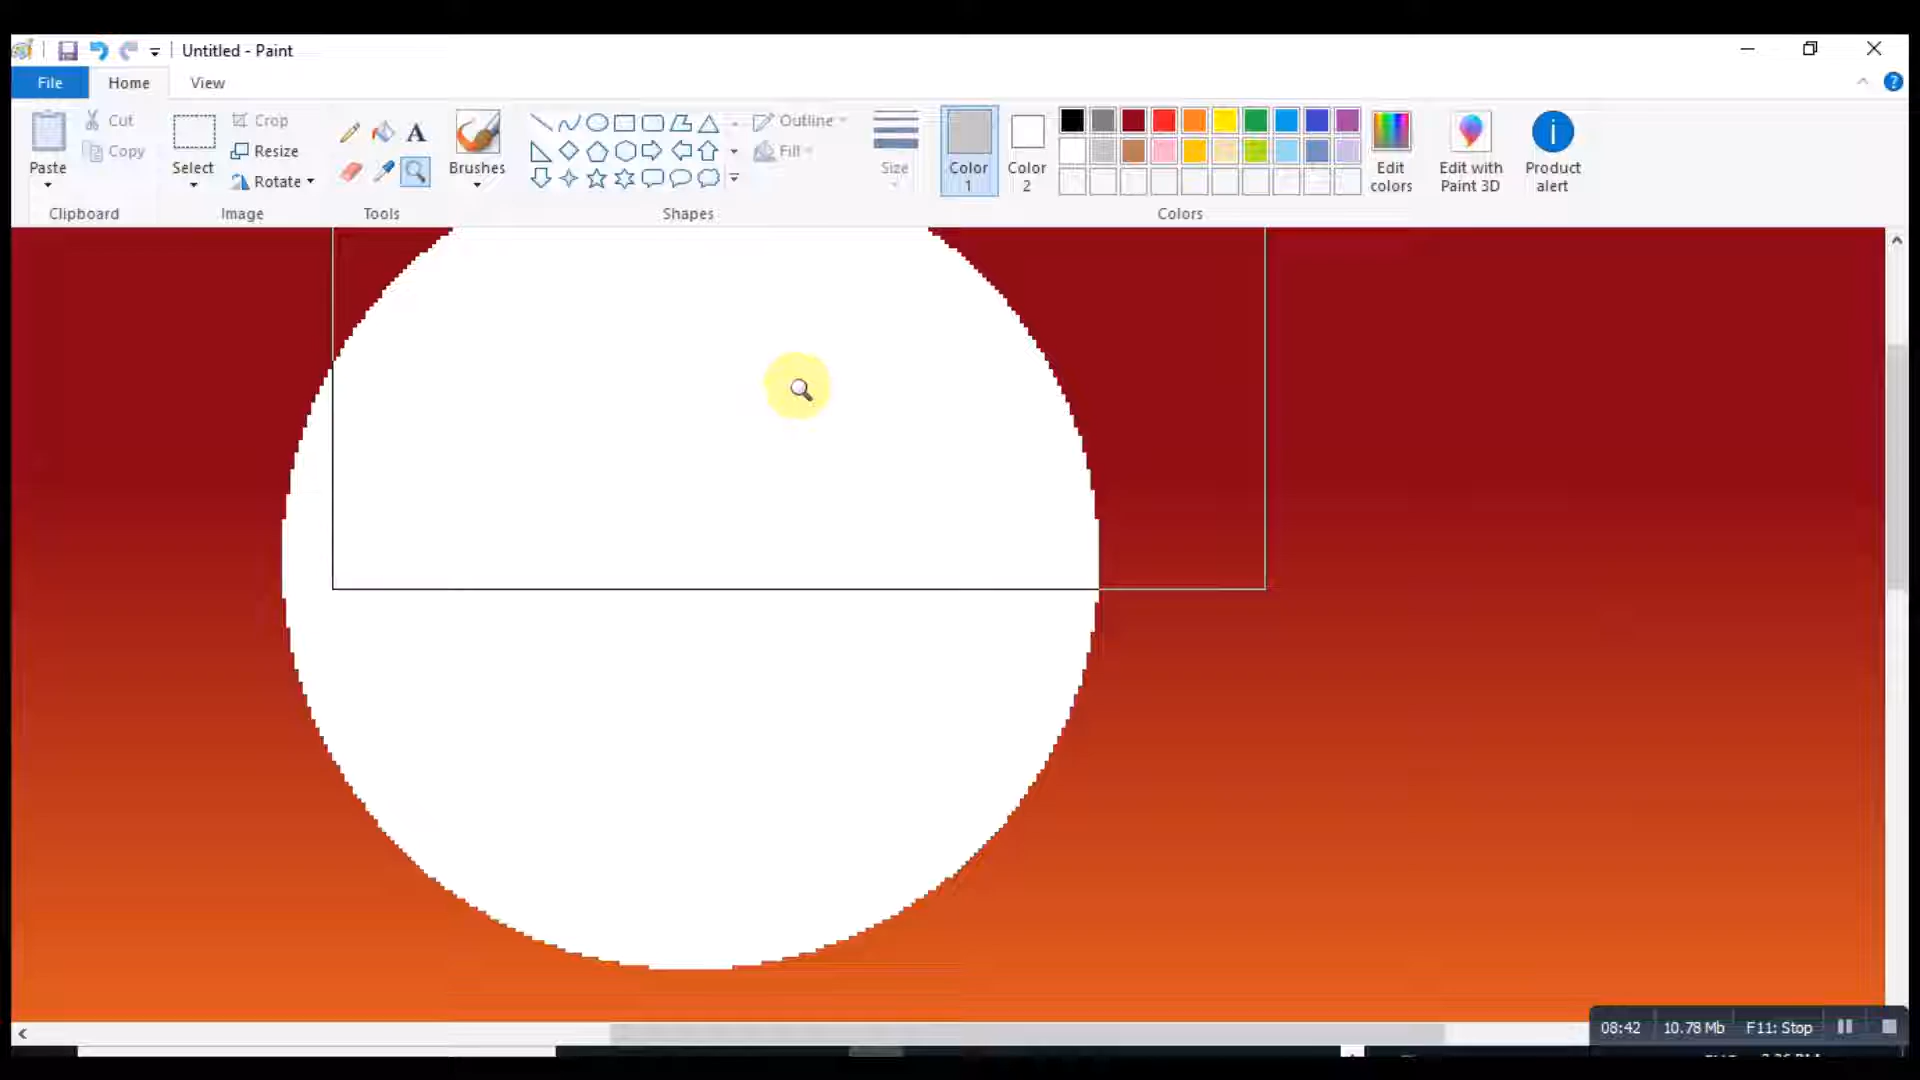 Untitled - Paint
File Home View
Paste
Cut
Copy
Clipboard
Select
Crop
Resize
Rotate
Image
A
Tools
Brushes
Shapes
Outline
Fill
Size
Color 1
Color 2
Colors
Edit colors
Edit with Paint 3D
Product alert
08:42 10.78 Mb F11: Stop